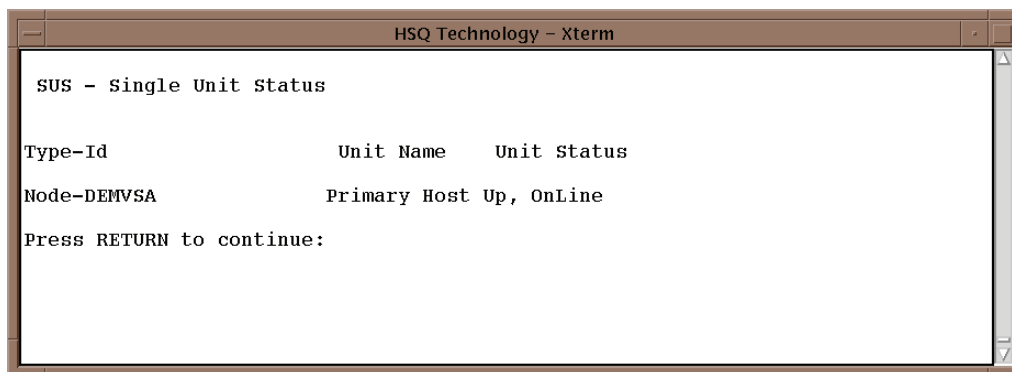 HSQ Technology - Xterm
SUS - Single Unit Status
Type-Id Unit Name Unit Status
Node-DEMVSA Primary Host Up, OnLine
Press RETURN to continue: